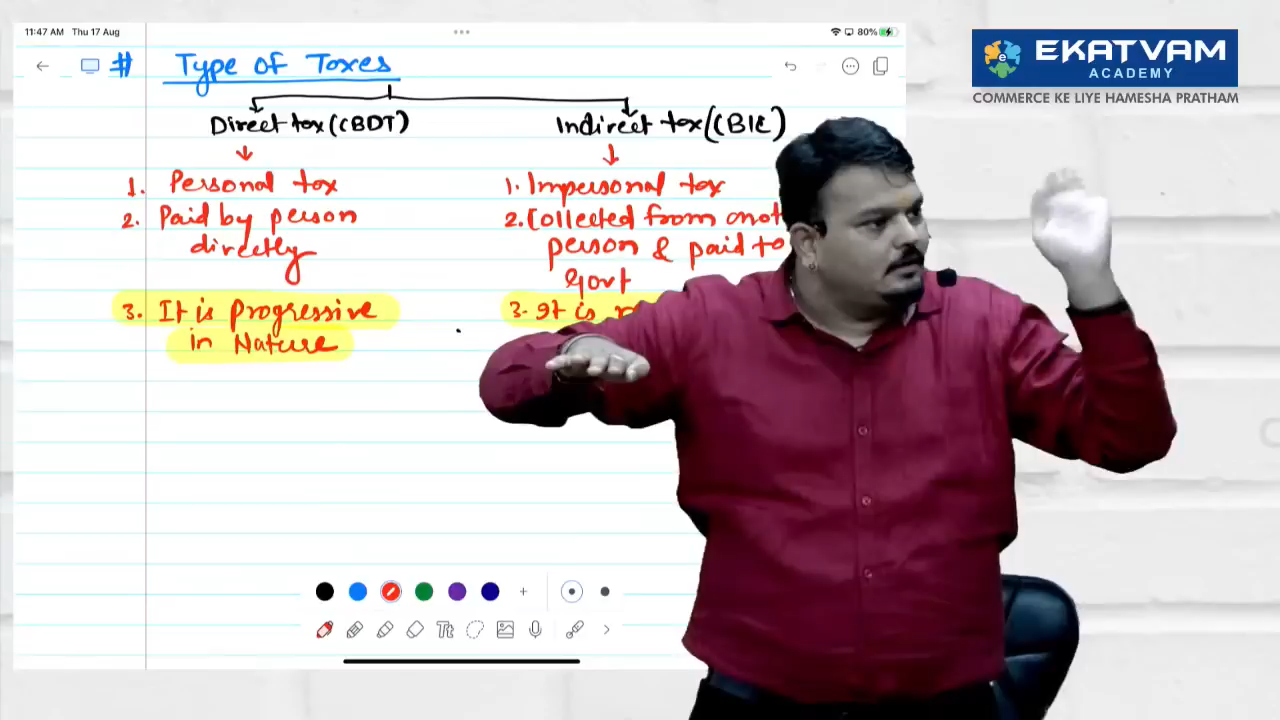 11:47 AM Thu 17 Aug
80%
# Type of Taxes
Direct tax (CBDT)
Indirect tax (CBIC)
1. Personal tax
2. Paid by person
directly
3. It is progressive
in Nature
1. Impersonal tax
2. Collected from
person & paid to
Govt
3. It is
Tt
EKATVAM
ACADEMY
COMMERCE KE LIYE HAMESHA PRATHAM